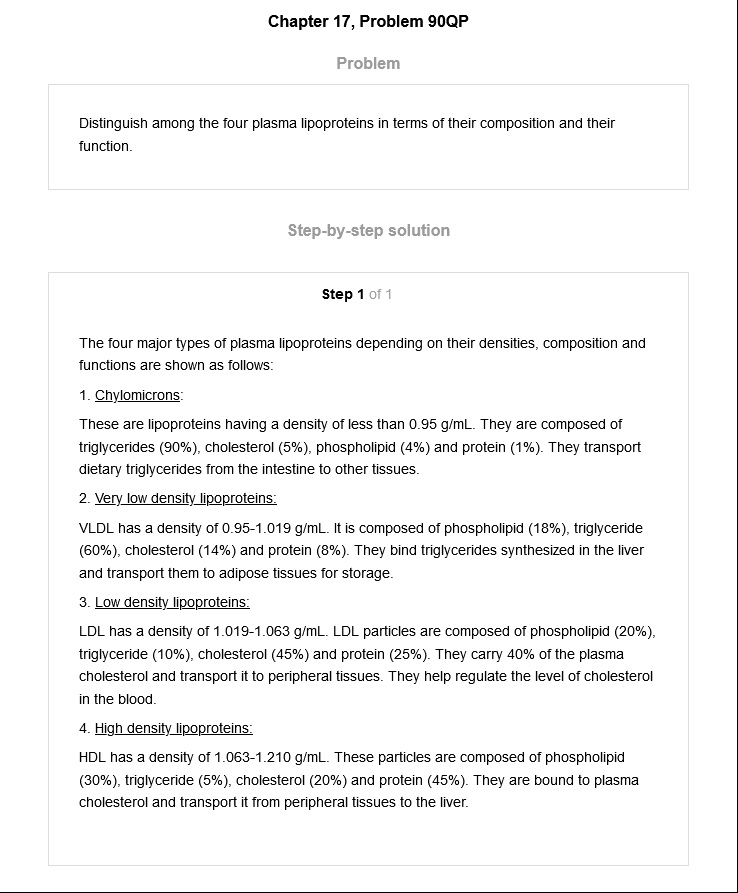 Chapter 17, Problem 90QP
Problem
Distinguish among the four plasma lipoproteins in terms of their composition and their
function.
Step-by-step solution
Step 1 of 1
The four major types of plasma lipoproteins depending on their densities, composition and
functions are shown as follows:
1. Chylomicrons:
These are lipoproteins having a density of less than 0.95 g/mL. They are composed of
triglycerides (90%), cholesterol (5%), phospholipid (4%) and protein (1%). They transport
dietary triglycerides from the intestine to other tissues.
2. Very low density lipoproteins:
VLDL has a density of 0.95-1.019 g/mL. It is composed of phospholipid (18%), triglyceride
(60%), cholesterol (14%) and protein (8%). They bind triglycerides synthesized in the liver
and transport them to adipose tissues for storage.
3. Low density lipoproteins:
LDL has a density of 1.019-1.063 g/mL. LDL particles are composed of phospholipid (20%),
triglyceride (10%), cholesterol (45%) and protein (25%). They carry 40% of the plasma
cholesterol and transport it to peripheral tissues. They help regulate the level of cholesterol
in the blood.
4. High density lipoproteins:
HDL has a density of 1.063-1.210 g/mL. These particles are composed of phospholipid
(30%), triglyceride (5%), cholesterol (20%) and protein (45%). They are bound to plasma
cholesterol and transport it from peripheral tissues to the liver.